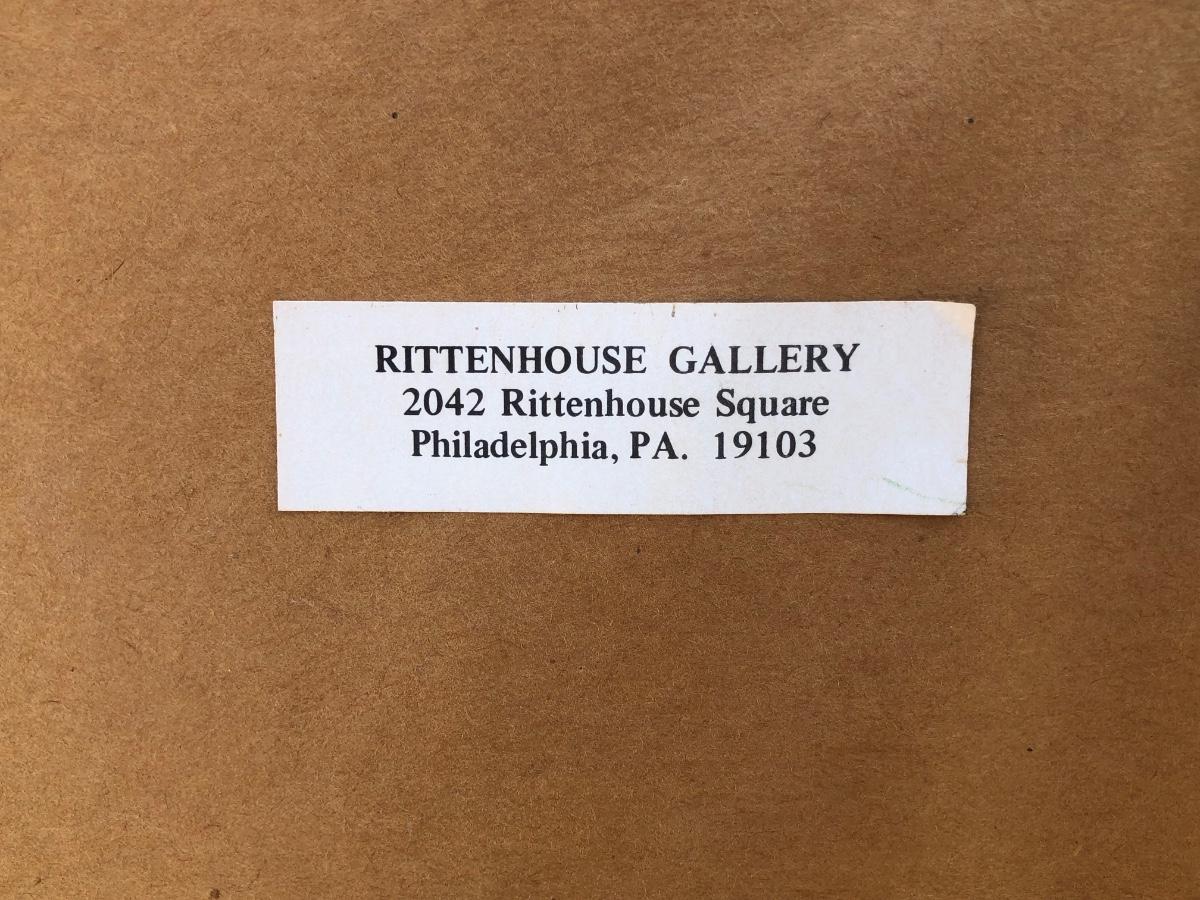 RITTENHOUSE GALLERY
2042 Rittenhouse Square
Philadelphia, PA. 19103